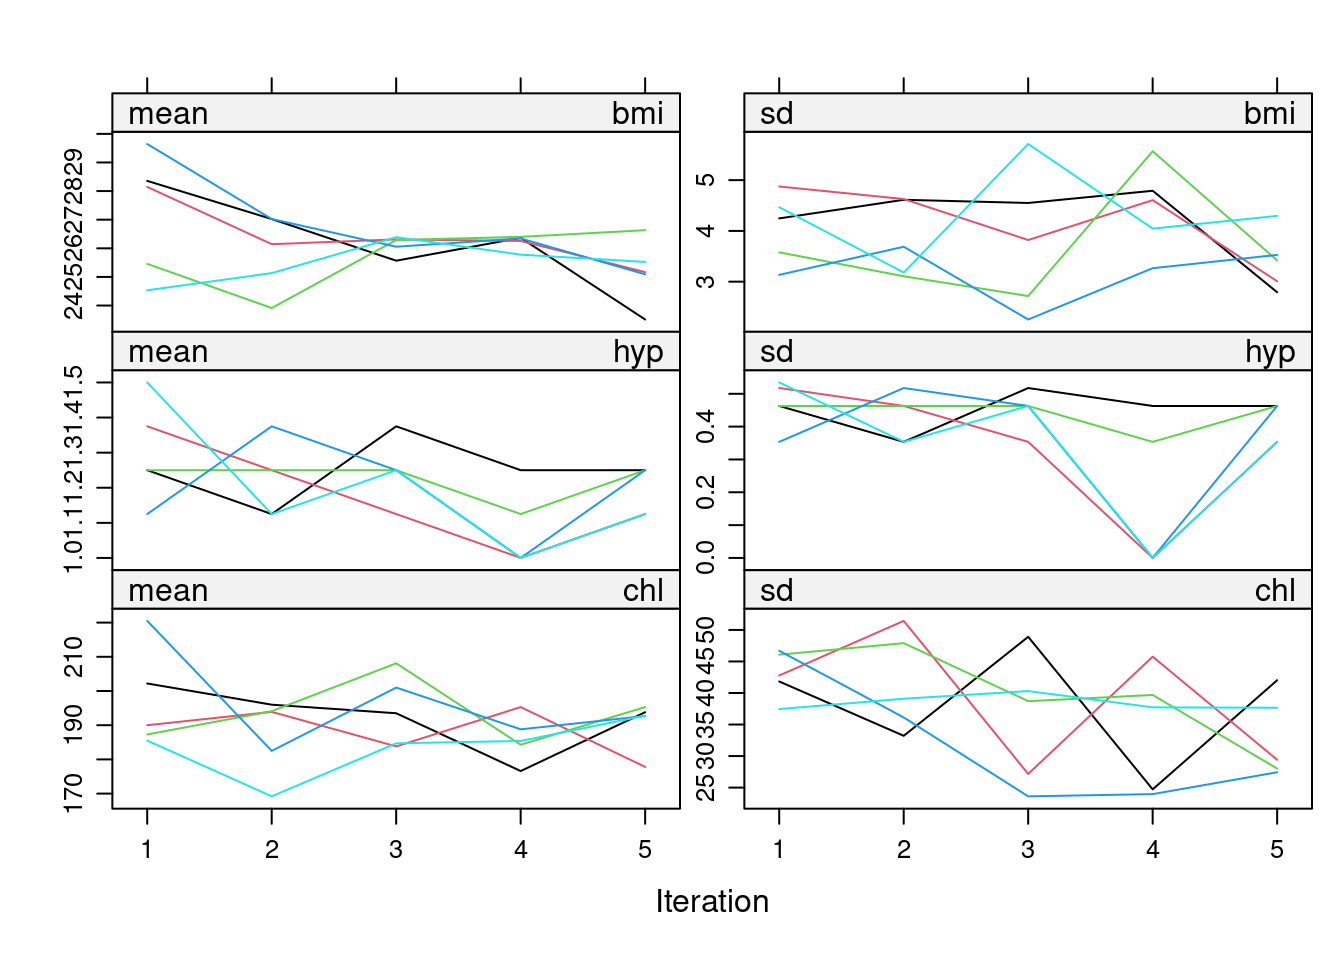 mean bmi
sd bmi
24 25 26 27 28 29
3 4 5
mean hyp
sd hyp
1.0 1.1 1.2 1.3 1.4 1.5
0.0 0.2 0.4
mean chl
sd chl
170 190 210
25 30 35 40 45 50
1 2 3 4 5
1 2 3 4 5
Iteration